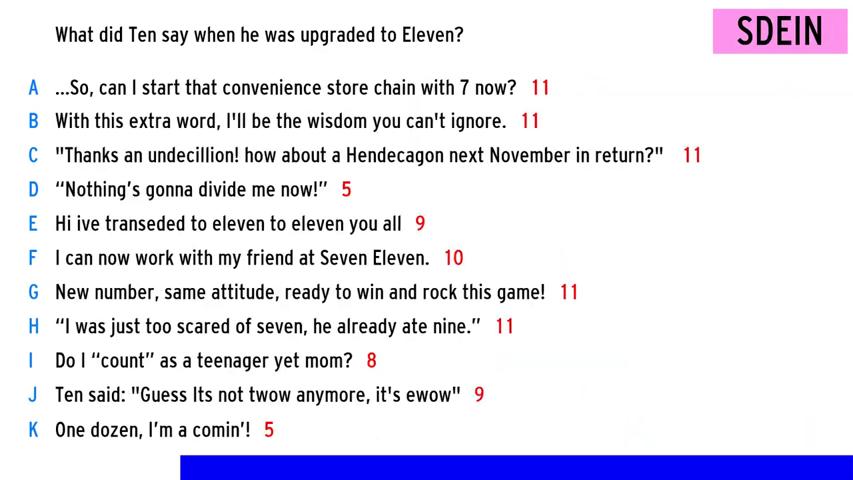 What did Ten say when he was upgraded to Eleven?
SDEIN
A ...So, can I start that convenience store chain with 7 now? 11
B With this extra word, I'll be the wisdom you can't ignore. 11
C "Thanks an undecillion! how about a Hendecagon next November in return?" 11
D “Nothing’s gonna divide me now!” 5
E Hi ive transeded to eleven to eleven you all 9
F I can now work with my friend at Seven Eleven. 10
G New number, same attitude, ready to win and rock this game! 11
H “I was just too scared of seven, he already ate nine.” 11
I Do I “count” as a teenager yet mom? 8
J Ten said: "Guess Its not twow anymore, it's ewow" 9
K One dozen, I’m a comin’! 5